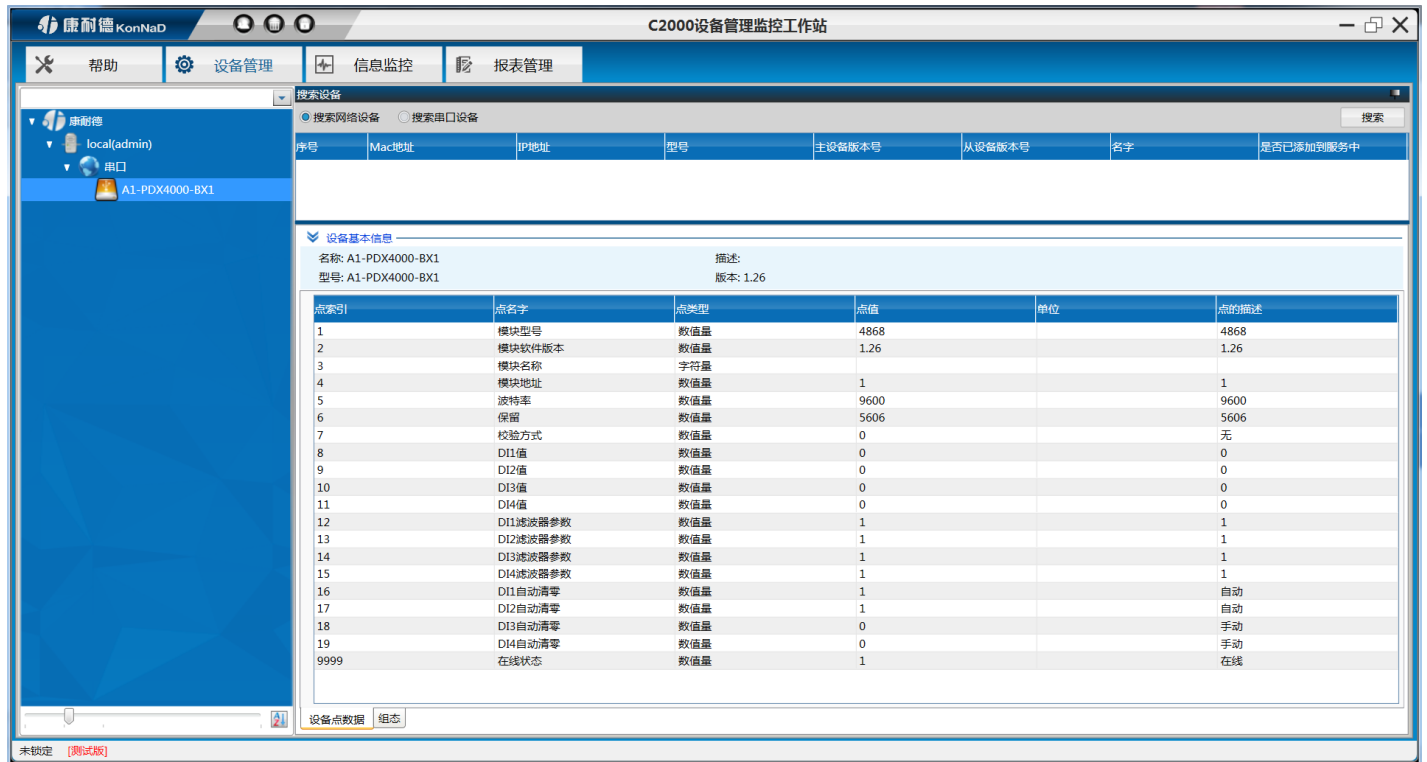 康耐德 KonNaD
C2000设备管理监控工作站
帮助 设备管理 信息监控 报表管理
搜索设备
康耐德
local(admin)
串口
A1-PDX4000-BX1
搜索网络设备 搜索串口设备 搜索
序号 Mac地址 IP地址 型号 主设备版本号 从设备版本号 名字 是否已添加到服务中
设备基本信息
名称: A1-PDX4000-BX1 描述:
型号: A1-PDX4000-BX1 版本: 1.26
点索引 点名字 点类型 点值 单位 点的描述
1 模块型号 数值量 4868 4868
2 模块软件版本 数值量 1.26 1.26
3 模块名称 字符量
4 模块地址 数值量 1 1
5 波特率 数值量 9600 9600
6 保留 数值量 5606 5606
7 校验方式 数值量 0 无
8 DI1值 数值量 0 0
9 DI2值 数值量 0 0
10 DI3值 数值量 0 0
11 DI4值 数值量 0 0
12 DI1滤波器参数 数值量 1 1
13 DI2滤波器参数 数值量 1 1
14 DI3滤波器参数 数值量 1 1
15 DI4滤波器参数 数值量 1 1
16 DI1自动清零 数值量 1 自动
17 DI2自动清零 数值量 1 自动
18 DI3自动清零 数值量 0 手动
19 DI4自动清零 数值量 0 手动
9999 在线状态 数值量 1 在线
设备点数据 组态
未锁定 [测试版]